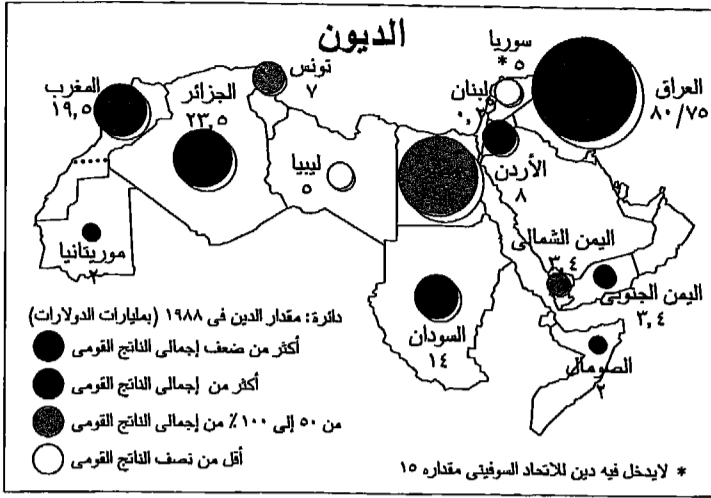 الديون
سوريا
٥ *
العراق
٨٠/٧٥
لبنان
تونس
٧
المغرب
١٩,٥
الجزائر
٢٣,٥
ليبيا
٥
الأردن
٨
موريتانيا
٢
اليمن الشمالى
٣,٤
اليمن الجنوبى
٣,٤
السودان
١٤
الصومال
٢
دائرة: مقدار الدين فى ١٩٨٨ (بمليارات الدولارات)
أكثر من ضعف إجمالى الناتج القومى
أكثر من إجمالى الناتج القومى
من ٥٠ إلى ١٠٠٪ من إجمالى الناتج القومى
أقل من نصف الناتج القومى
* لايدخل فيه دين للاتحاد السوفيتى مقداره ١٥